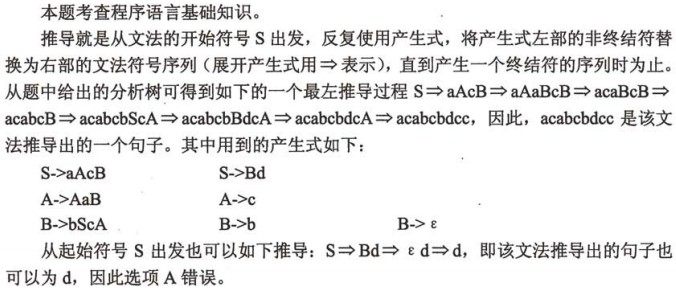 本题考查程序语言基础知识。
推导就是从文法的开始符号 S 出发，反复使用产生式，将产生式左部的非终结符替
换为右部的文法符号序列（展开产生式用⇒表示），直到产生一个终结符的序列时为止。
从题中给出的分析树可得到如下的一个最左推导过程 S⇒aAcB⇒aAaBcB⇒acaBcB⇒
acabcB⇒acabcbScA⇒acabcbBdcA⇒acabcbdcA⇒acabcbdcc，因此，acabcbdcc 是该文
法推导出的一个句子。其中用到的产生式如下：
S->aAcB S->Bd
A->AaB A->c
B->bScA B->b B->ε
从起始符号 S 出发也可以如下推导：S⇒Bd⇒εd⇒d，即该文法推导出的句子也
可以为 d，因此选项 A 错误。